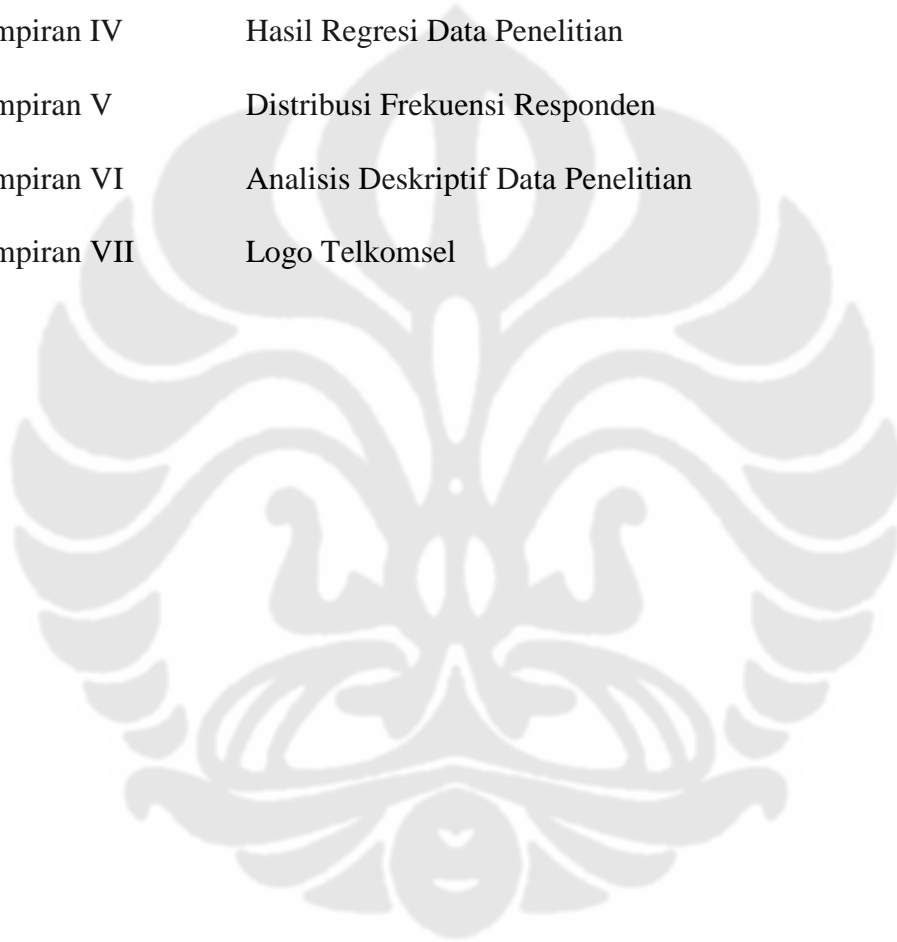 mpiran IV Hasil Regresi Data Penelitian
mpiran V Distribusi Frekuensi Responden
mpiran VI Analisis Deskriptif Data Penelitian
mpiran VII Logo Telkomsel